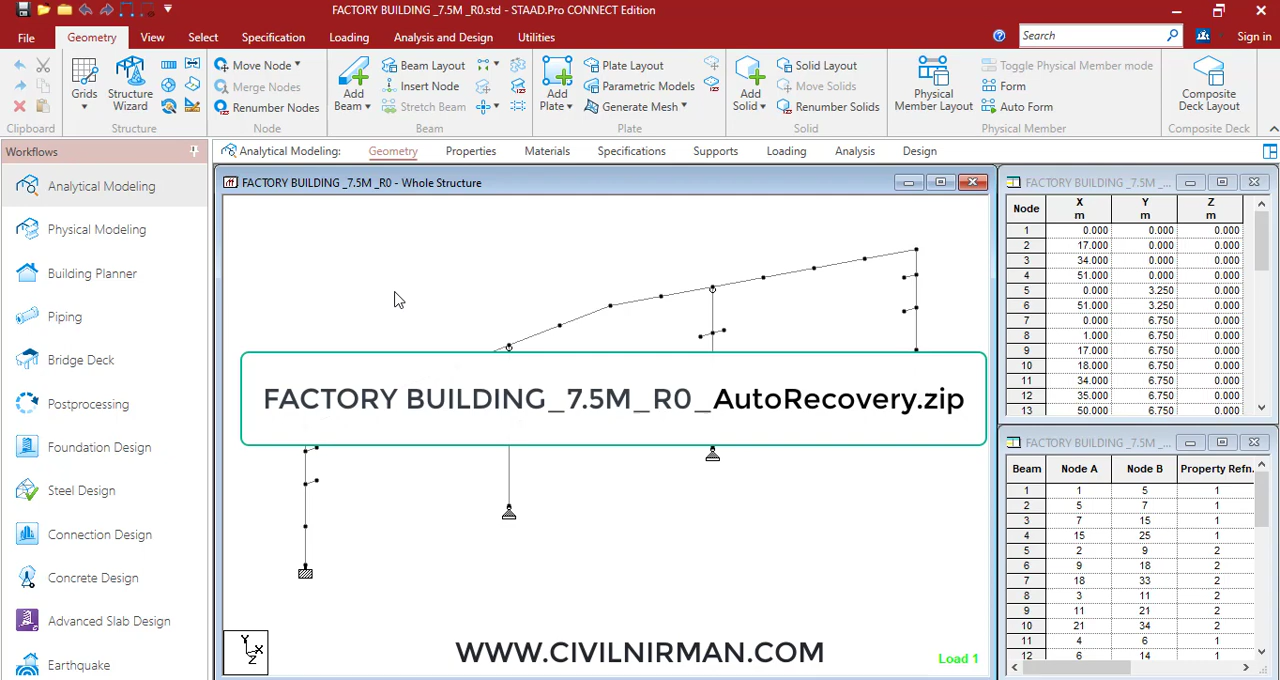 FACTORY BUILDING _7.5M _R0.std - STAAD.Pro CONNECT Edition
File Geometry View Select Specification Loading Analysis and Design Utilities Search Sign in
Grids
Structure Wizard
Structure
Clipboard
Move Node
Merge Nodes
Renumber Nodes
Node
Add Beam
Beam Layout
Insert Node
Stretch Beam
Beam
Add Plate
Plate Layout
Parametric Models
Generate Mesh
Plate
Add Solid
Solid Layout
Move Solids
Renumber Solids
Solid
Physical Member Layout
Toggle Physical Member mode
Form
Auto Form
Physical Member
Composite Deck Layout
Composite Deck
Workflows
Analytical Modeling
Physical Modeling
Building Planner
Piping
Bridge Deck
Postprocessing
Foundation Design
Steel Design
Connection Design
Concrete Design
Advanced Slab Design
Earthquake
Analytical Modeling: Geometry Properties Materials Specifications Supports Loading Analysis Design
FACTORY BUILDING _7.5M _R0 - Whole Structure
FACTORY BUILDING_7.5M_R0_AutoRecovery.zip
Y
X
Z
WWW.CIVILNIRMAN.COM
Load 1
FACTORY BUILDING _7.5M _...
Node X m Y m Z m
1 0.000 0.000 0.000
2 17.000 0.000 0.000
3 34.000 0.000 0.000
4 51.000 0.000 0.000
5 0.000 3.250 0.000
6 51.000 3.250 0.000
7 0.000 6.750 0.000
8 1.000 6.750 0.000
9 17.000 6.750 0.000
10 18.000 6.750 0.000
11 34.000 6.750 0.000
12 35.000 6.750 0.000
13 50.000 6.750 0.000
FACTORY BUILDING _7.5M _...
Beam Node A Node B Property Refn.
1 1 5 1
2 5 7 1
3 7 15 1
4 15 25 1
5 2 9 2
6 9 18 2
7 18 33 2
8 3 11 2
9 11 21 2
10 21 34 2
11 4 6 1
12 6 14 1